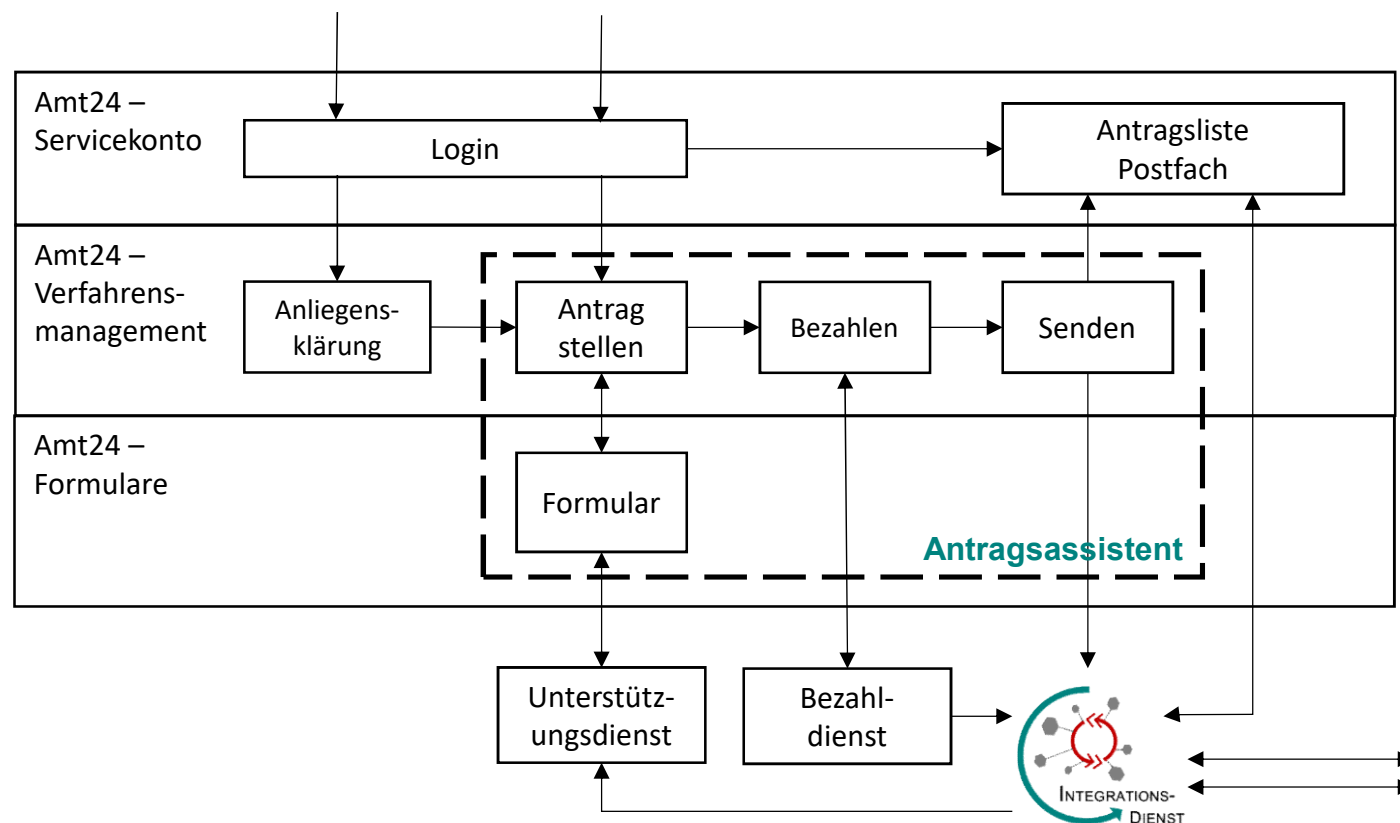 Amt24 –
Servicekonto
Login
Antragsliste
Postfach
Amt24 –
Verfahrens-
management
Anliegens-
klärung
Antrag
stellen
Bezahlen
Senden
Amt24 –
Formulare
Formular
Antragsassistent
Unterstütz-
ungsdienst
Bezahl-
dienst
INTEGRATIONS-
DIENST